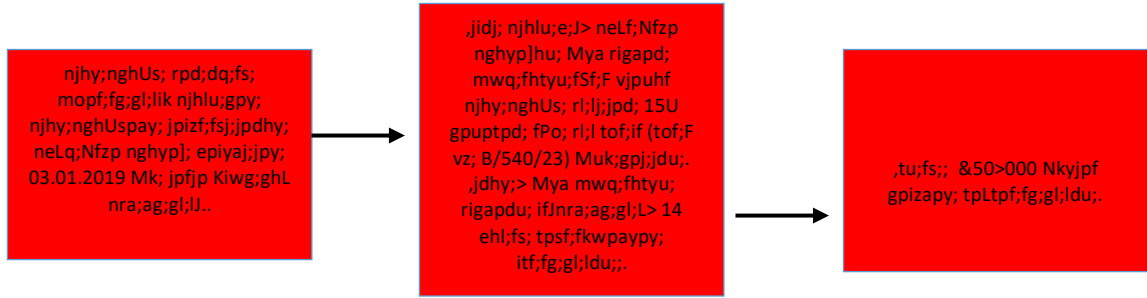 njhy;nghUs; rpd;dq;fs;
mopf;fg;gl;lik njhlu;gpy;
njhy;nghUspay; jpizf;fsj;jpdhy;
neLq;Nfzp nghyp]; epiyaj;jpy;
03.01.2019 Mk; jpfjp Kiwg;ghL
nra;ag;gl;lJ..
,jidj; njhlu;e;J> neLf;Nfzp
nghyp]hu; Mya rigapd;
mwq;fhtyu;fSf;F vjpuhf
njhy;nghUs; rl;lj;jpd; 15U
gpuptpd; fPo; rl;l tof;if (tof;F
vz; B/540/23) Muk;gpj;jdu;.
,jdhy;> Mya mwq;fhtyu;
rigapdu; ifJnra;ag;gl;L> 14
ehl;fs; tpsf;fkwpaypy;
itf;fg;gl;ldu;;.
,tu;fs;; &50>000 Nkyjpf
gpizapy; tpLtpf;fg;gl;ldu;.